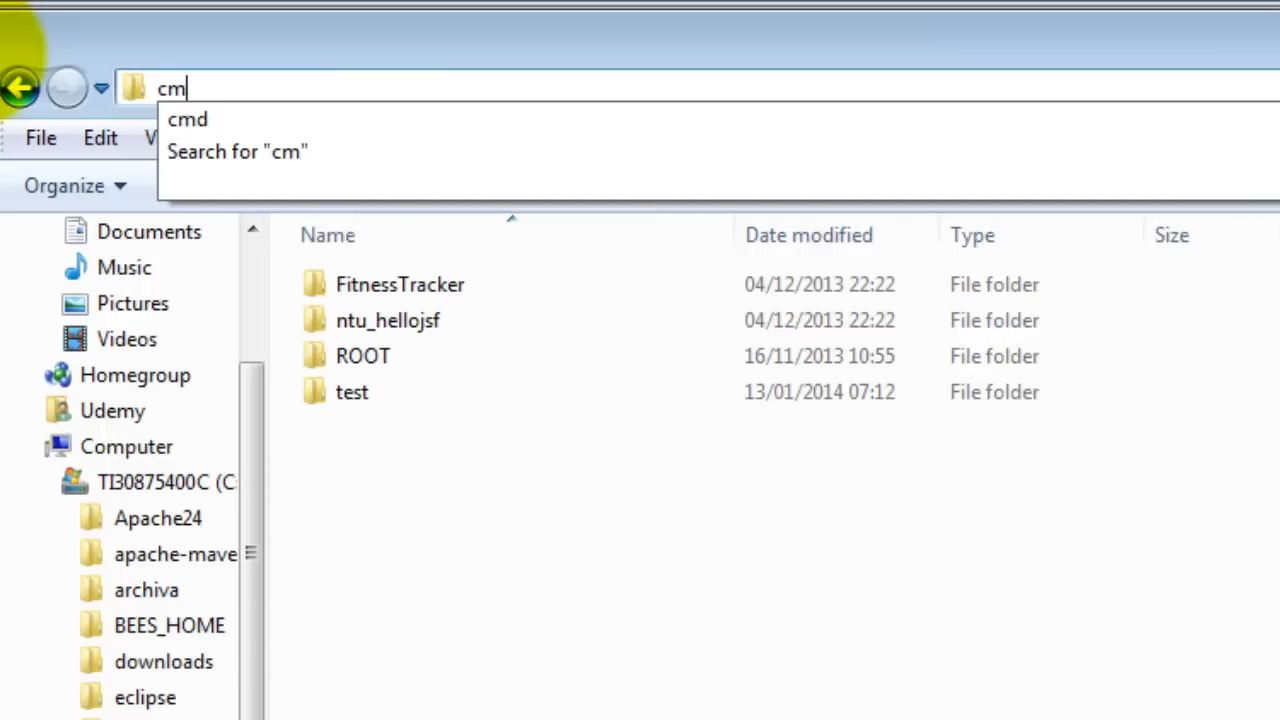 cm
cmd
Search for "cm"
File Edit V
Organize
Name Date modified Type Size
Documents
Music
Pictures
Videos
Homegroup
Udemy
Computer
TI30875400C (C:
Apache24
apache-mave
archiva
BEES_HOME
downloads
eclipse
FitnessTracker 04/12/2013 22:22 File folder
ntu_hellojsf 04/12/2013 22:22 File folder
ROOT 16/11/2013 10:55 File folder
test 13/01/2014 07:12 File folder